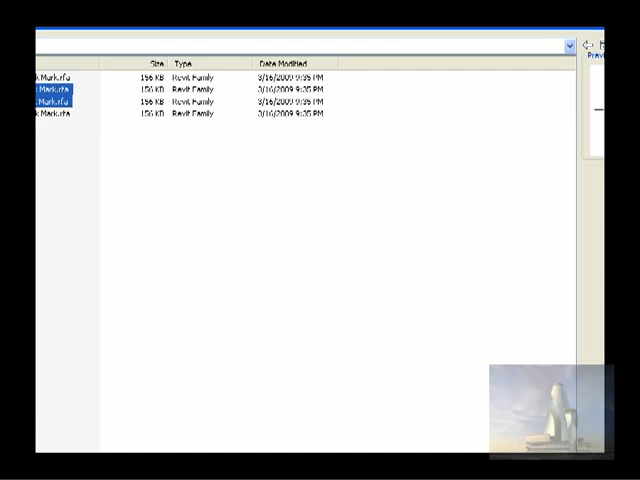 Previ
Size Type Date Modified
k Mark.rfa 156 KB Revit Family 3/16/2009 9:35 PM
k Mark.rfa 156 KB Revit Family 3/16/2009 9:35 PM
k Mark.rfa 156 KB Revit Family 3/16/2009 9:35 PM
k Mark.rfa 156 KB Revit Family 3/16/2009 9:35 PM